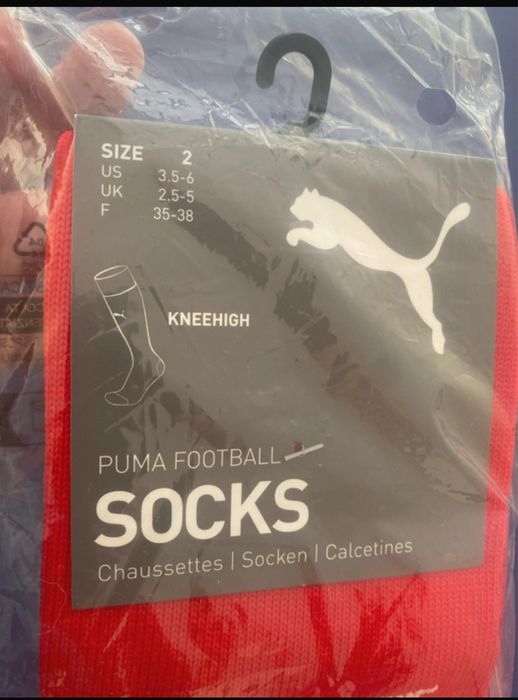 SIZE 2
US 3.5-6
UK 2.5-5
F 35-38
KNEEHIGH
PUMA FOOTBALL
SOCKS
Chaussettes | Socken | Calcetines